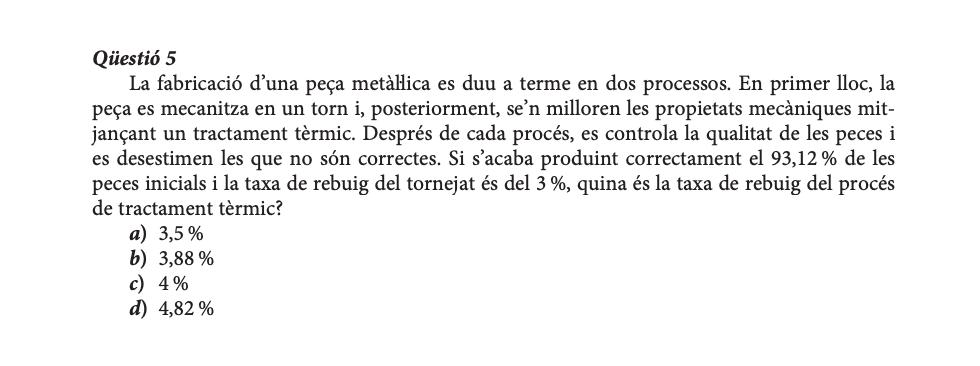 Qüestió 5
La fabricació d’una peça metàl·lica es duu a terme en dos processos. En primer lloc, la
peça es mecanitza en un torn i, posteriorment, se’n milloren les propietats mecàniques mit-
jançant un tractament tèrmic. Després de cada procés, es controla la qualitat de les peces i
es desestimen les que no són correctes. Si s’acaba produint correctament el 93,12 % de les
peces inicials i la taxa de rebuig del tornejat és del 3 %, quina és la taxa de rebuig del procés
de tractament tèrmic?
a) 3,5 %
b) 3,88 %
c) 4 %
d) 4,82 %